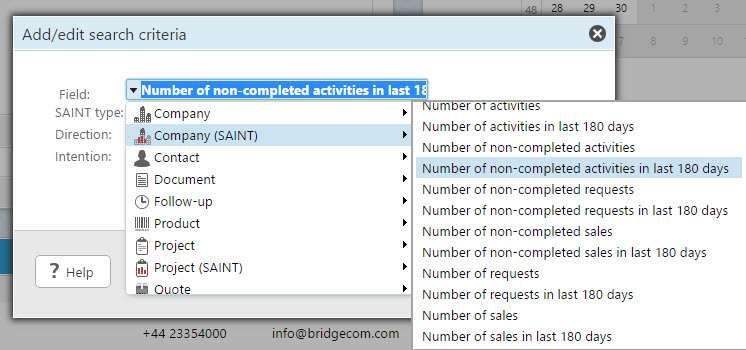 48 28 29 30 1 2 3
Add/edit search criteria
7 8 9 10
Field: Number of non-completed activities in last 18
SAINT type:
Direction:
Intention:
Company
Company (SAINT)
Contact
Document
Follow-up
Product
Project
Project (SAINT)
Quote
Number of activities
Number of activities in last 180 days
Number of non-completed activities
Number of non-completed activities in last 180 days
Number of non-completed requests
Number of non-completed requests in last 180 days
Number of non-completed sales
Number of non-completed sales in last 180 days
Number of requests
Number of requests in last 180 days
Number of sales
Number of sales in last 180 days
? Help
+44 23354000 info@bridgecom.com